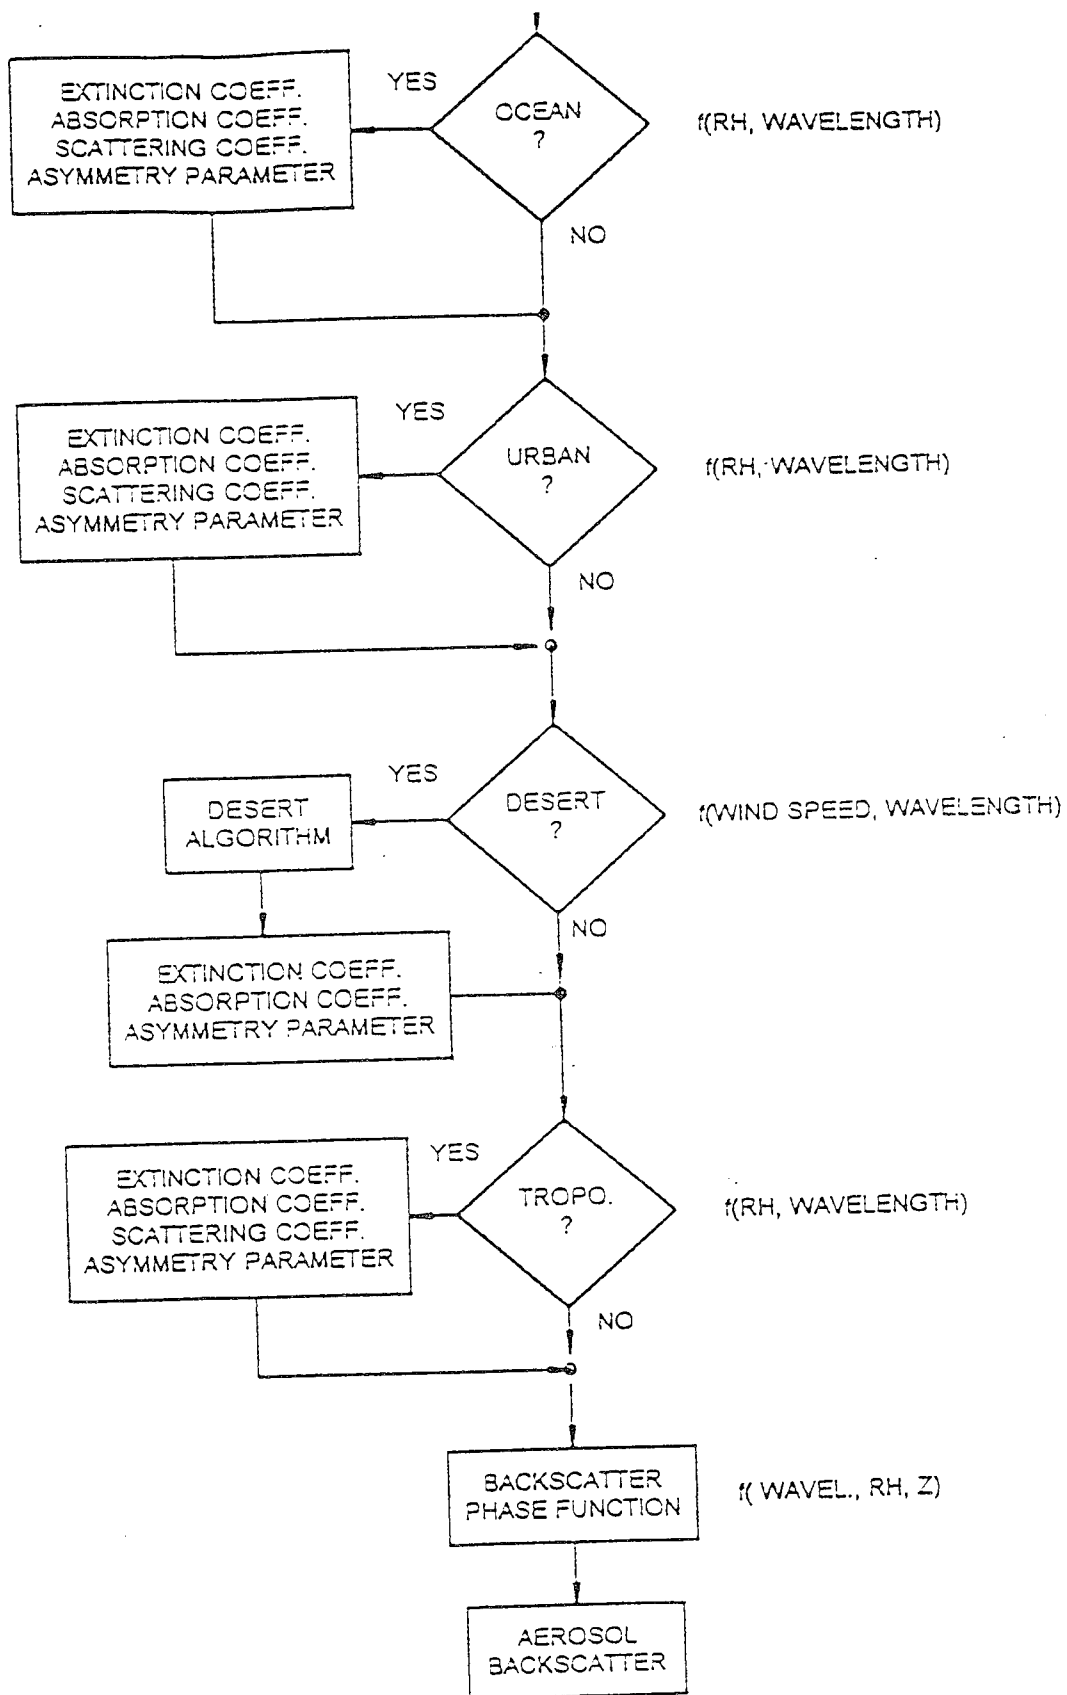 YES
EXTINCTION COEFF.
ABSORPTION COEFF.
SCATTERING COEFF.
ASYMMETRY PARAMETER
OCEAN
?
f(RH, WAVELENGTH)
NO
YES
EXTINCTION COEFF.
ABSORPTION COEFF.
SCATTERING COEFF.
ASYMMETRY PARAMETER
URBAN
?
f(RH, WAVELENGTH)
NO
YES
DESERT
ALGORITHM
DESERT
?
f(WIND SPEED, WAVELENGTH)
NO
EXTINCTION COEFF.
ABSORPTION COEFF.
ASYMMETRY PARAMETER
YES
EXTINCTION COEFF.
ABSORPTION COEFF.
SCATTERING COEFF.
ASYMMETRY PARAMETER
TROPO.
?
f(RH, WAVELENGTH)
NO
BACKSCATTER
PHASE FUNCTION
f( WAVEL., RH, Z)
AEROSOL
BACKSCATTER